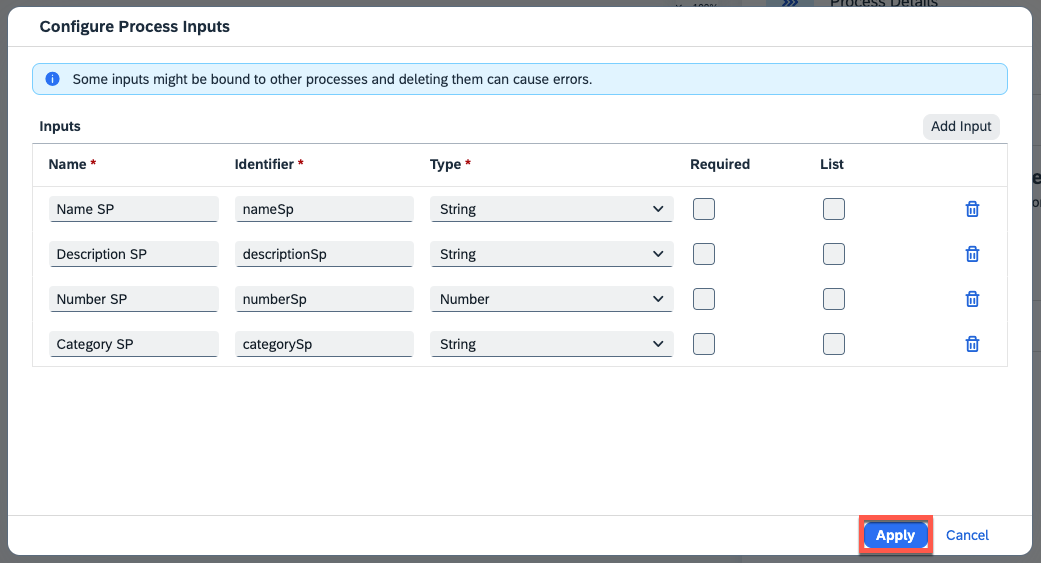 Process Details
Configure Process Inputs
Some inputs might be bound to other processes and deleting them can cause errors.
Inputs
Add Input
Name * Identifier * Type * Required List
Name SP nameSp String
Description SP descriptionSp String
Number SP numberSp Number
Category SP categorySp String
Apply Cancel